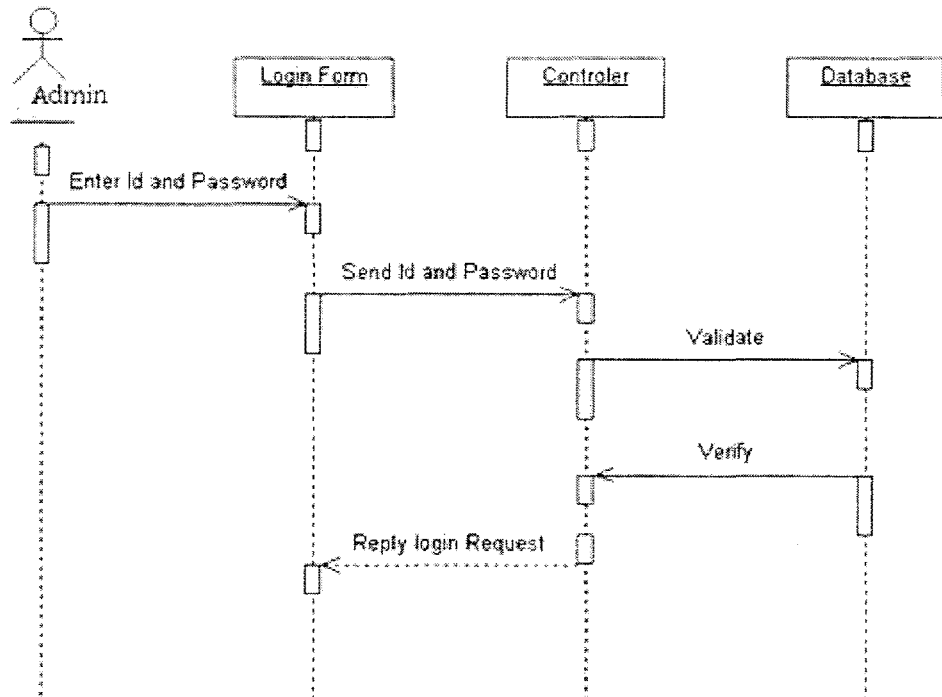 Admin
Login Form
Controler
Database
Enter Id and Password
Send Id and Password
Validate
Verify
Reply login Request